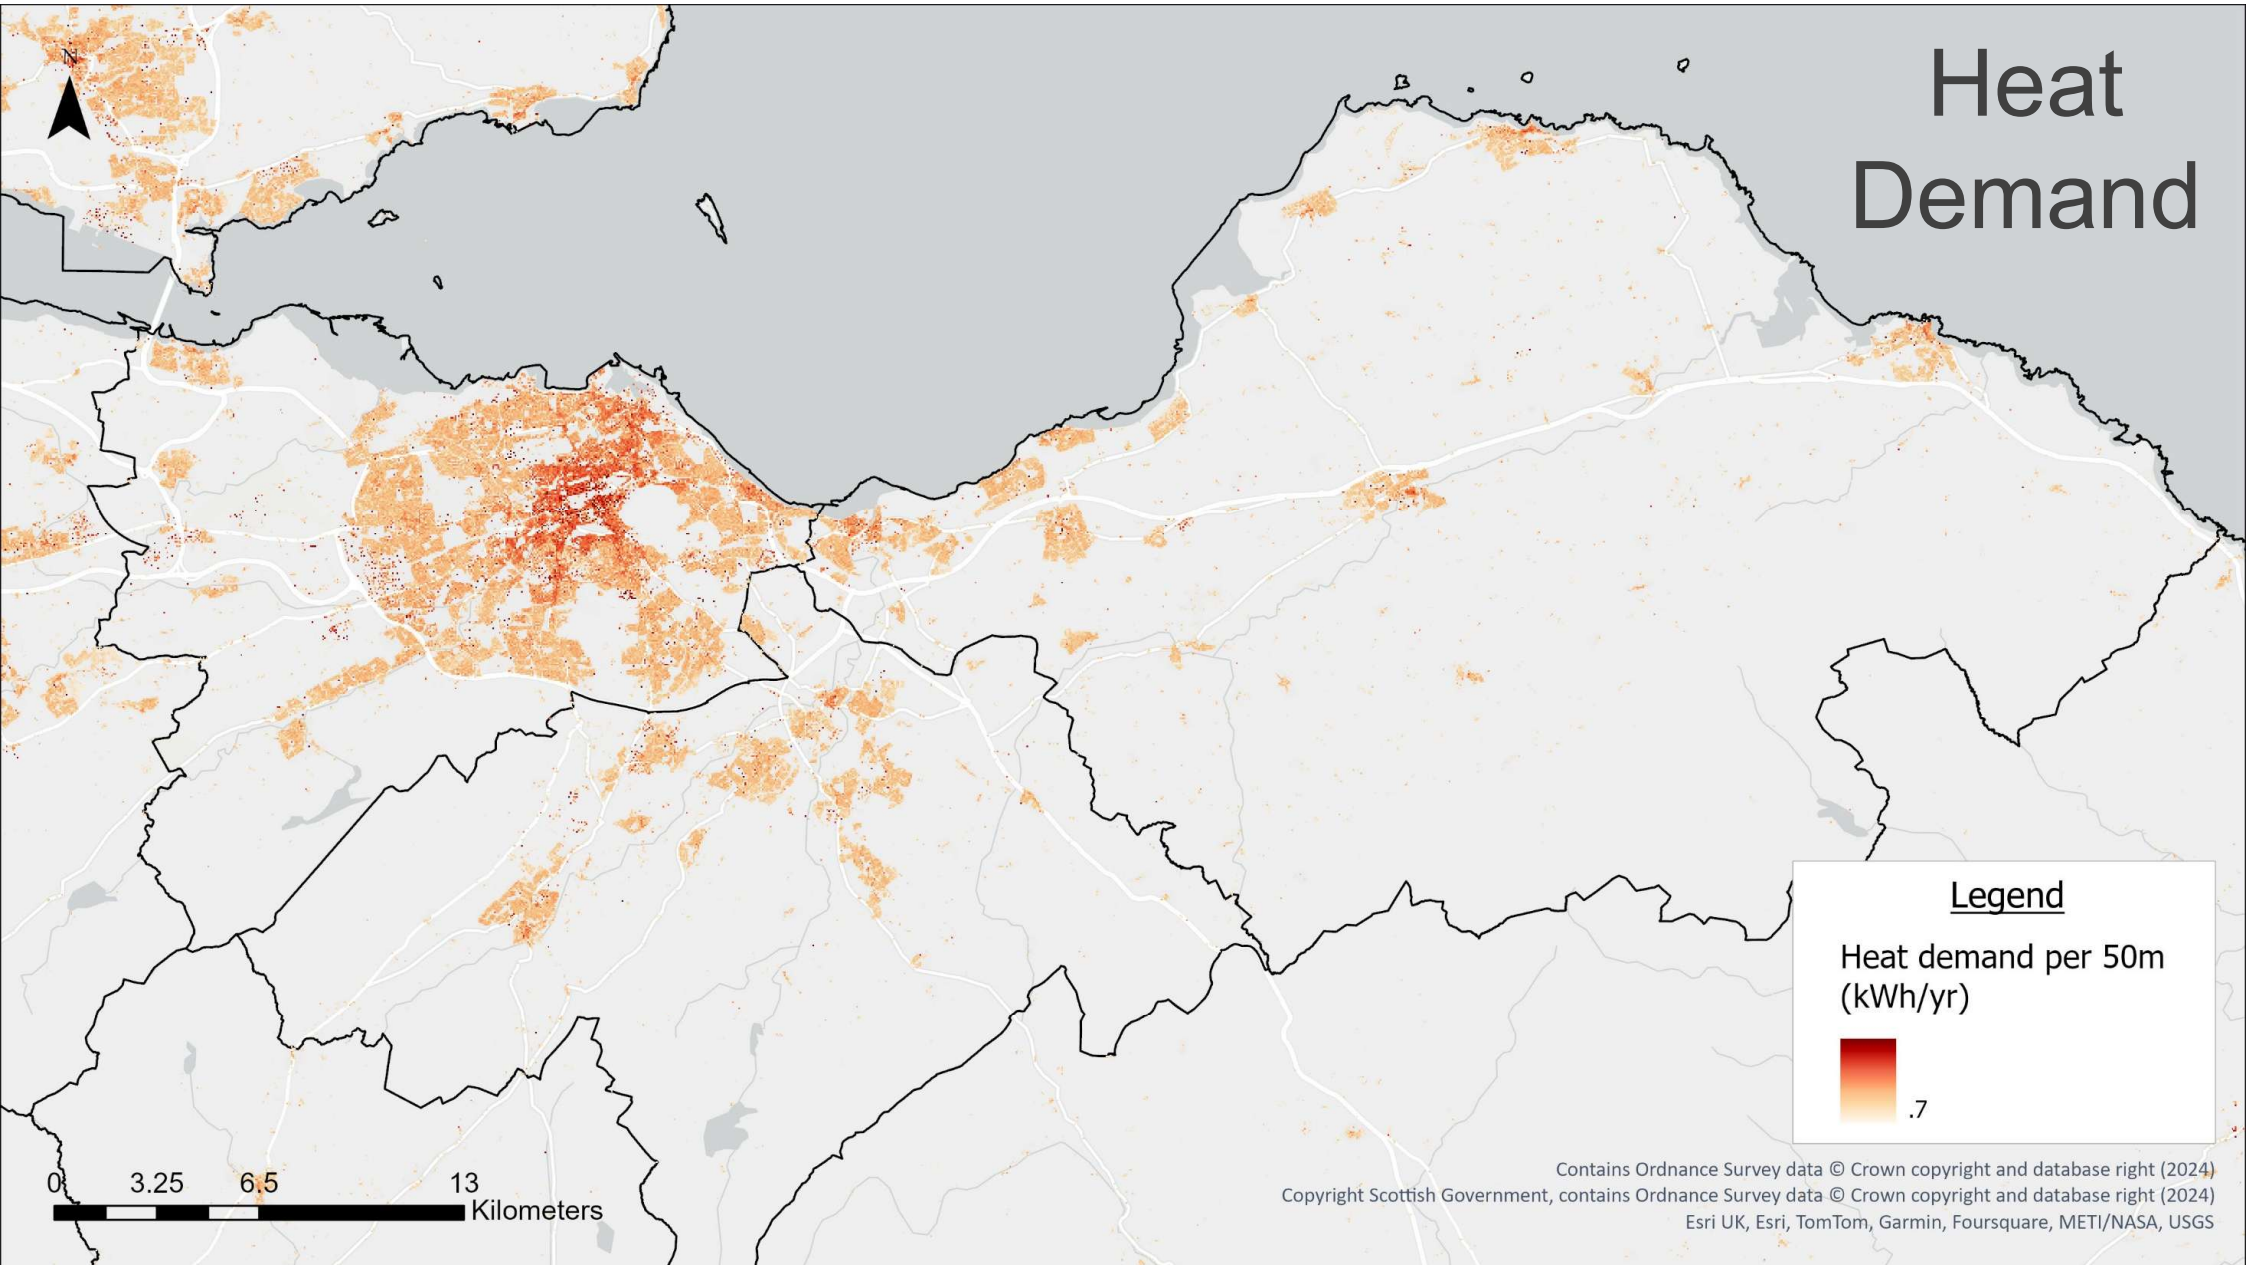 N
Heat
Demand
Legend
Heat demand per 50m
(kWh/yr)
.7
0 3.25 6.5 13
Kilometers
Contains Ordnance Survey data © Crown copyright and database right (2024)
Copyright Scottish Government, contains Ordnance Survey data © Crown copyright and database right (2024)
Esri UK, Esri, TomTom, Garmin, Foursquare, METI/NASA, USGS